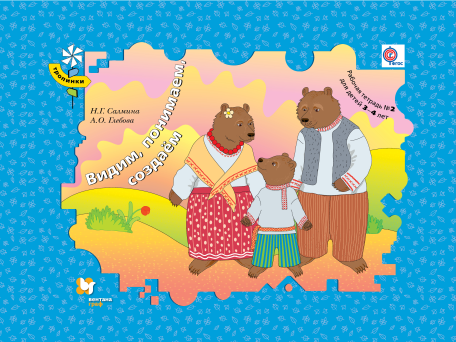 тропинки
ФГОС
Н.Г. Салмина
А.О. Глебова
Видим, понимаем,
создаём
Рабочая тетрадь №2
для детей 3–4 лет
вентана
граф